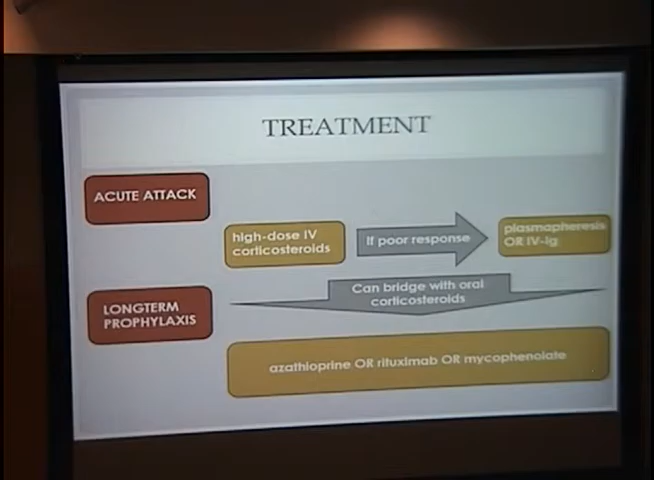 TREATMENT
ACUTE ATTACK
high-dose IV
corticosteroids
If poor response
plasmapheresis
OR IV-Ig
Can bridge with oral
corticosteroids
LONGTERM
PROPHYLAXIS
azathioprine OR rituximab OR mycophenolate